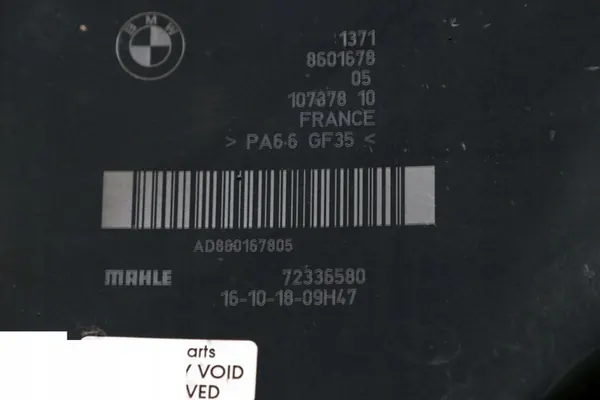 BMW
1371
8601678
05
107378 10
FRANCE
> PA6·6 GF35 <
AD860167805
MAHLE
72336580
16-10-18-09H47
arts
VOID
VED